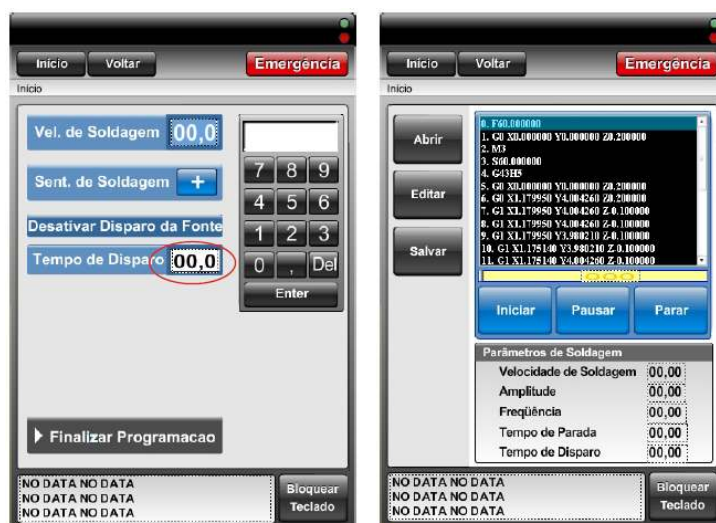 Início Voltar Emergência
Início
Vel. de Soldagem 00,0
Sent. de Soldagem +
Desativar Disparo da Fonte
Tempo de Disparo 00,0
7 8 9
4 5 6
1 2 3
0 , Del
Enter
Finalizar Programacao
NO DATA NO DATA
NO DATA NO DATA
NO DATA NO DATA
Bloquear
Teclado
Início Voltar Emergência
Início
Abrir
Editar
Salvar
0. F60.000000
1. G0 X0.000000 Y0.000000 Z0.200000
2. M3
3. S60.000000
4. G43H5
5. G0 X0.000000 Y0.000000 Z0.200000
6. G0 X1.179950 Y4.004260 Z0.200000
7. G1 X1.179950 Y4.004260 Z-0.100000
8. G1 X1.179950 Y4.004260 Z-0.100000
9. G1 X1.179950 Y3.980210 Z-0.100000
10. G1 X1.175140 Y3.980210 Z-0.100000
11. G1 X1.175140 Y4.004260 Z-0.100000
Iniciar Pausar Parar
Parâmetros de Soldagem
Velocidade de Soldagem 00,00
Amplitude 00,00
Freqüência 00,00
Tempo de Parada 00,00
Tempo de Disparo 00,00
NO DATA NO DATA
NO DATA NO DATA
NO DATA NO DATA
Bloquear
Teclado